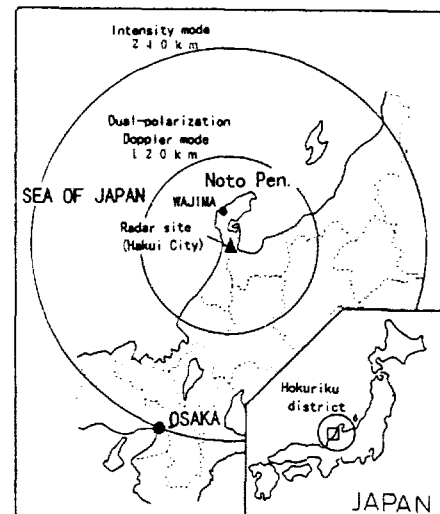 Intensity mode
240km
Dual-polarization
Doppler mode
120km
Noto Pen.
SEA OF JAPAN
WAJIMA
Radar site
(Hakui City)
OSAKA
Hokuriku
district
JAPAN